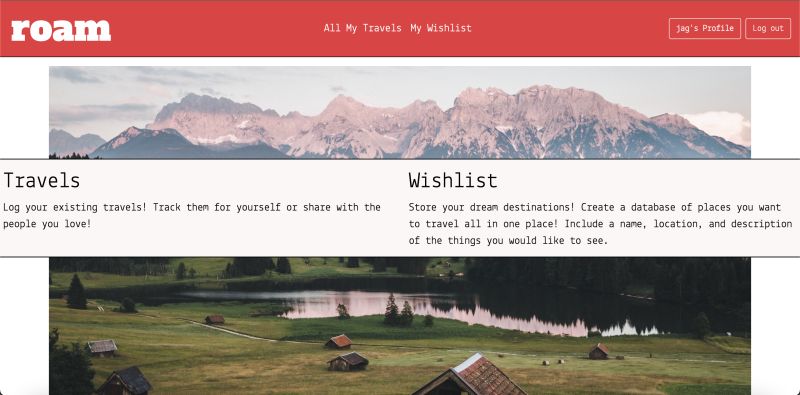 roam
All My Travels My Wishlist
jag's Profile
Log out
Travels
Log your existing travels! Track them for yourself or share with the
people you love!
Wishlist
Store your dream destinations! Create a database of places you want
to travel all in one place! Include a name, location, and description
of the things you would like to see.